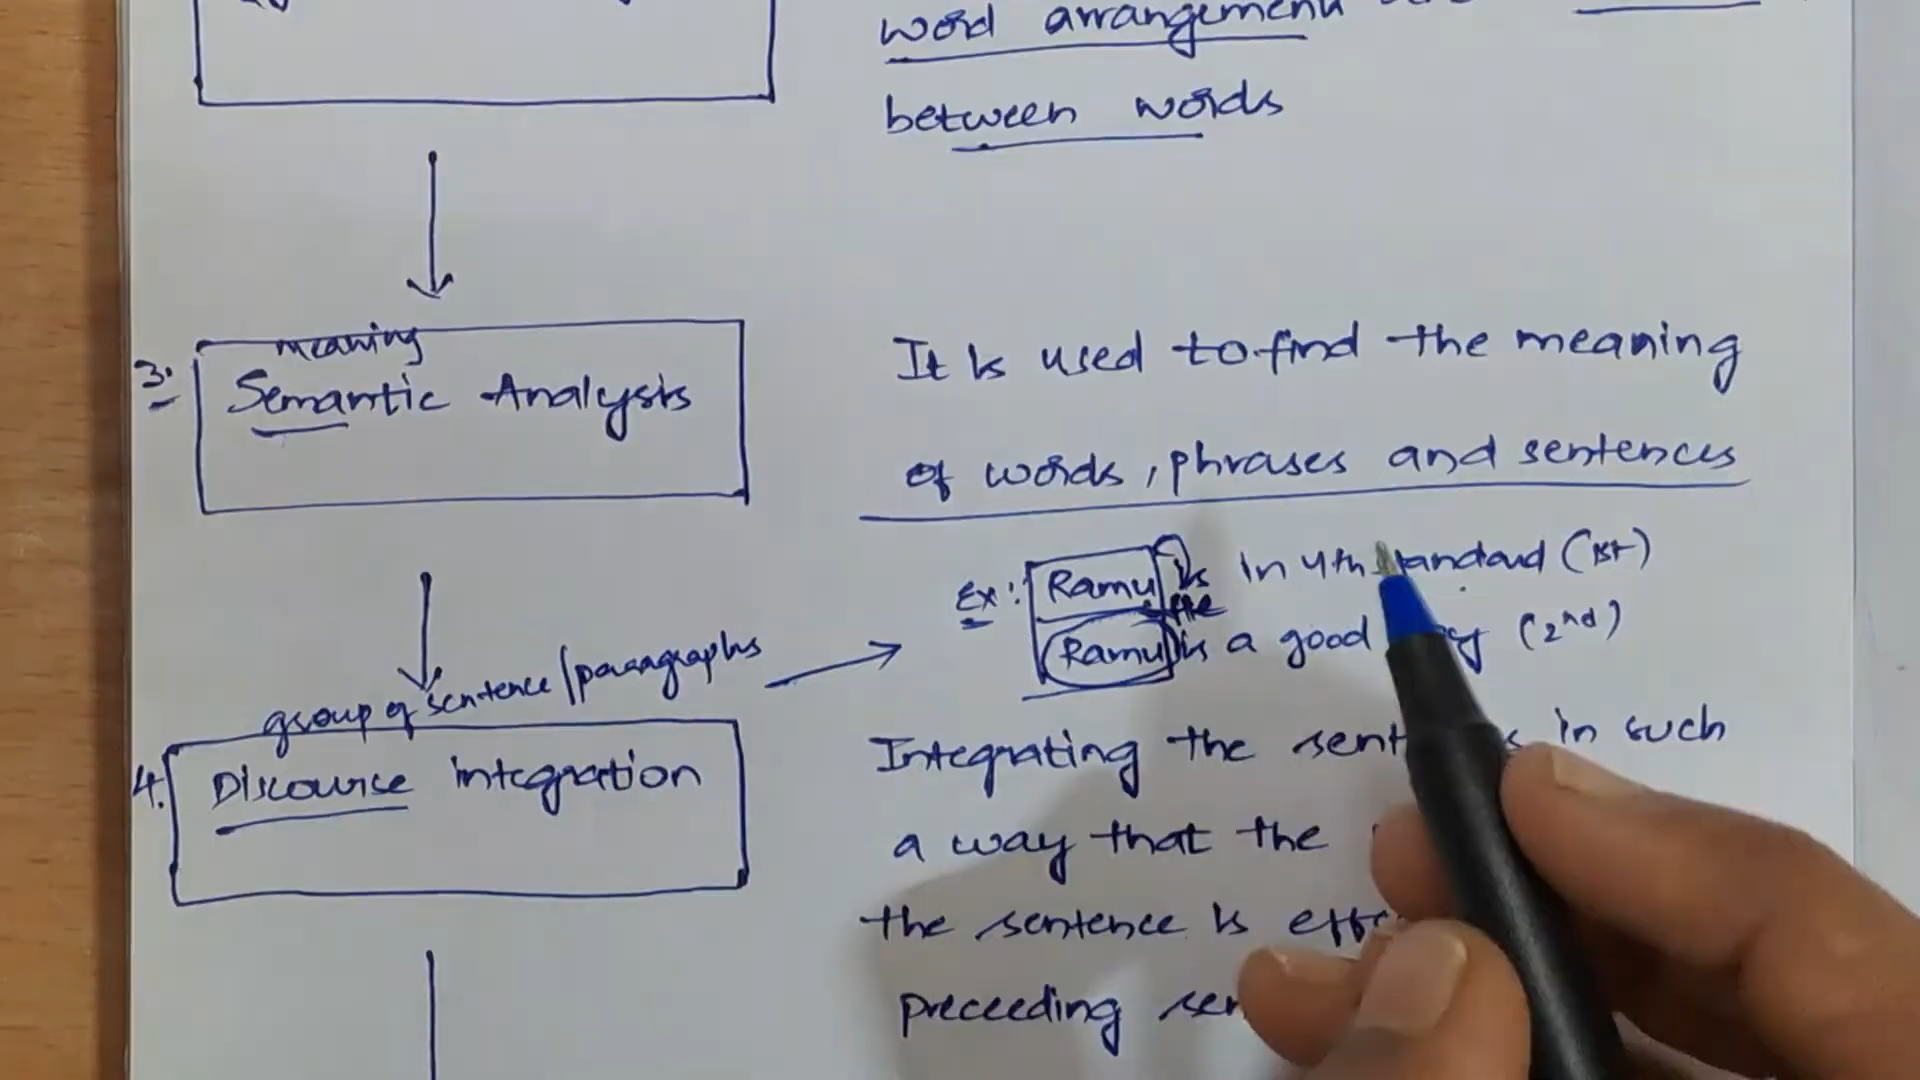 word arrangement
between words
meaning
3. Semantic Analysis
It is used to find the meaning
of words, phrases and sentences
Ex: Ramu is in 4th standard (1st)
He
Ramu is a good (2nd)
group of sentence/paragraphs
4. Discourse integration
Integrating the in such
a way that the
the sentence is
preceeding